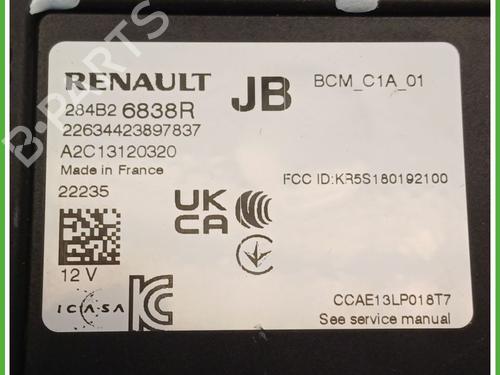 RENAULT
JB
BCM_C1A_01
284B2 6838R
22634423897837
A2C13120320
Made in France
FCC ID:KR5S180192100
22235
UK
CA
12 V
ICASA
CCAE13LP018T7
See service manual
B-Parts